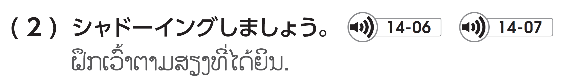 (2) シャドーイングしましょう。 14-06 14-07
ຝຶກເວົ້າຕາມສຽງທີ່ໄດ້ຍິນ.